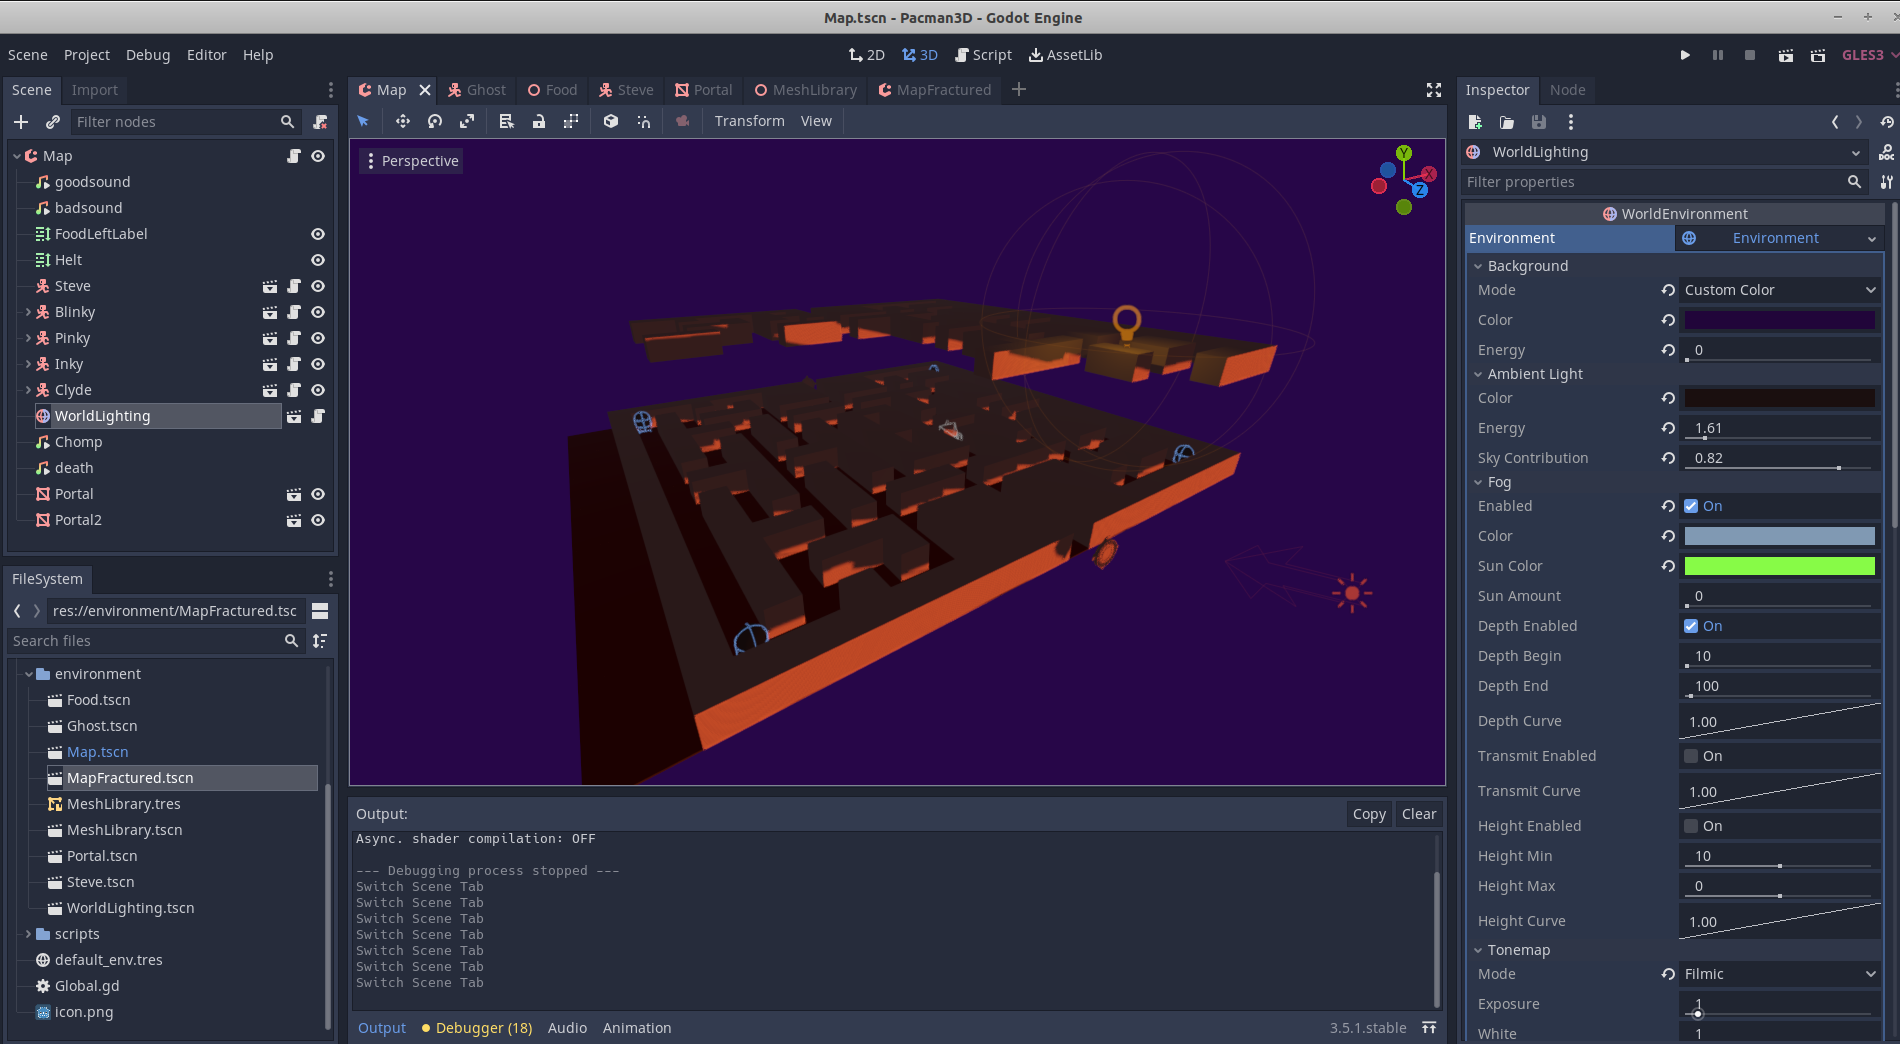 Map.tscn - Pacman3D - Godot Engine
Scene Project Debug Editor Help
2D 3D Script AssetLib
GLES3
Scene Import
Filter nodes
Map
goodsound
badsound
FoodLeftLabel
Helt
Steve
Blinky
Pinky
Inky
Clyde
WorldLighting
Chomp
death
Portal
Portal2
FileSystem
res://environment/MapFractured.tsc
Search files
environment
Food.tscn
Ghost.tscn
Map.tscn
MapFractured.tscn
MeshLibrary.tres
MeshLibrary.tscn
Portal.tscn
Steve.tscn
WorldLighting.tscn
scripts
default_env.tres
Global.gd
icon.png
Map Ghost Food Steve Portal MeshLibrary MapFractured
Transform View
Perspective
Y
X
Z
Output:
Copy Clear
Async. shader compilation: OFF
--- Debugging process stopped ---
Switch Scene Tab
Switch Scene Tab
Switch Scene Tab
Switch Scene Tab
Switch Scene Tab
Switch Scene Tab
Switch Scene Tab
Output Debugger (18) Audio Animation
3.5.1.stable
Inspector Node
WorldLighting
DOC
Filter properties
WorldEnvironment
Environment Environment
Background
Mode Custom Color
Color
Energy 0
Ambient Light
Color
Energy 1.61
Sky Contribution 0.82
Fog
Enabled On
Color
Sun Color
Sun Amount 0
Depth Enabled On
Depth Begin 10
Depth End 100
Depth Curve 1.00
Transmit Enabled On
Transmit Curve 1.00
Height Enabled On
Height Min 10
Height Max 0
Height Curve 1.00
Tonemap
Mode Filmic
Exposure 1
White 1